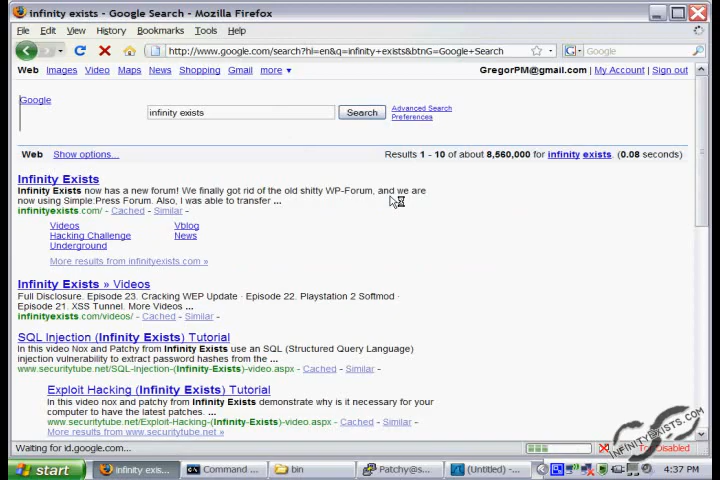 infinity exists - Google Search - Mozilla Firefox
File Edit View History Bookmarks Tools Help
http://www.google.com/search?hl=en&q=infinity+exists&btnG=Google+Search
Google
Web Images Video Maps News Shopping Gmail more ▼ GregorPM@gmail.com | My Account | Sign out
Google
infinity exists
Search
Advanced Search
Preferences
Web Show options... Results 1 - 10 of about 8,560,000 for infinity exists. (0.08 seconds)
Infinity Exists
Infinity Exists now has a new forum! We finally got rid of the old shitty WP-Forum, and we are
now using Simple:Press Forum. Also, I was able to transfer ...
infinityexists.com/ - Cached - Similar -
Videos Vblog
Hacking Challenge News
Underground
More results from infinityexists.com »
Infinity Exists » Videos
Full Disclosure. Episode 23. Cracking WEP Update · Episode 22. Playstation 2 Softmod ·
Episode 21. XSS Tunnel. More Videos ...
infinityexists.com/videos/ - Cached - Similar -
SQL Injection (Infinity Exists) Tutorial
In this video Nox and Patchy from Infinity Exists use an SQL (Structured Query Language)
injection vulnerability to extract password hashes from the ...
www.securitytube.net/SQL-Injection-(Infinity-Exists)-video.aspx - Cached - Similar -
Exploit Hacking (Infinity Exists) Tutorial
In this video nox and patchy from Infinity Exists demonstrate why is it necessary for your
computer to have the latest patches. ...
www.securitytube.net/Exploit-Hacking-(Infinity-Exists)-video.aspx - Cached - Similar -
More results from www.securitytube.net »
INFINITYEXISTS.COM
Waiting for id.google.com... Disabled
start infinity exis... Command ... bin Patchy@s... (Untitled) -... 4:37 PM